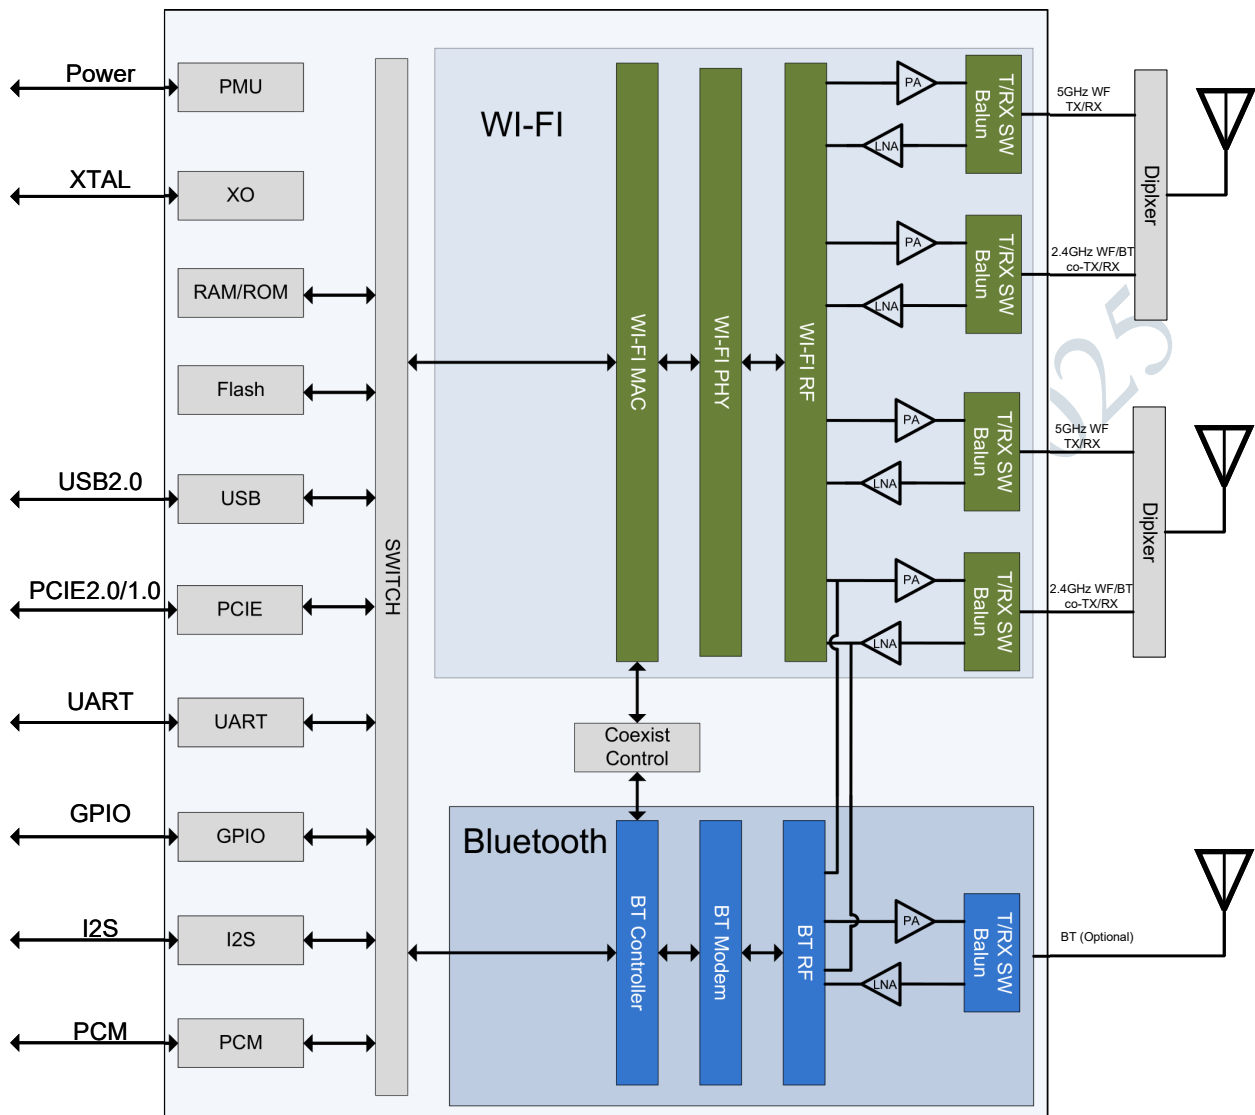 Power
PMU
XTAL
XO
RAM/ROM
Flash
USB2.0
USB
PCIE2.0/1.0
PCIE
UART
UART
GPIO
GPIO
I2S
I2S
PCM
PCM
SWITCH
WI-FI
WI-FI MAC
WI-FI PHY
WI-FI RF
PA
LNA
T/RX SW
Balun
5GHz WF
TX/RX
PA
LNA
T/RX SW
Balun
2.4GHz WF/BT
co-TX/RX
Diplxer
PA
LNA
T/RX SW
Balun
5GHz WF
TX/RX
PA
LNA
T/RX SW
Balun
2.4GHz WF/BT
co-TX/RX
Diplxer
025
Coexist
Control
Bluetooth
BT Controller
BT Modem
BT RF
PA
LNA
T/RX SW
Balun
BT (Optional)